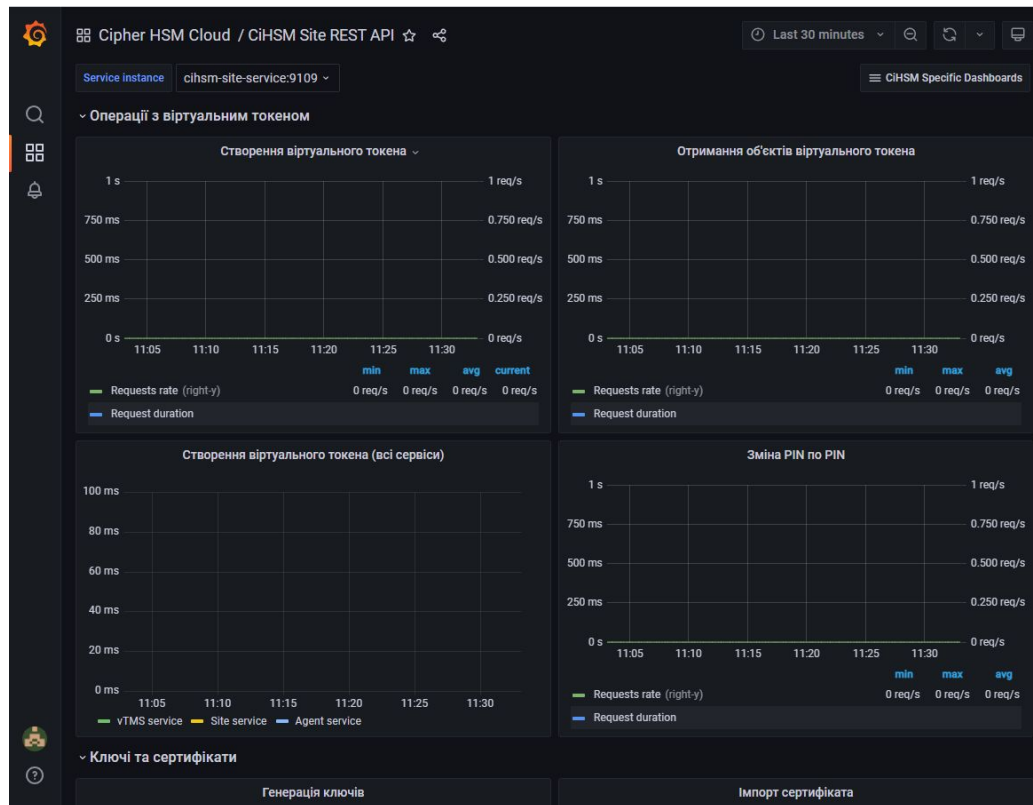 Cipher HSM Cloud / CiHSM Site REST API
Last 30 minutes
Service instance
cihsm-site-service:9109
CiHSM Specific Dashboards
Операції з віртуальним токеном
Створення віртуального токена
1 s
1 req/s
750 ms
0.750 req/s
500 ms
0.500 req/s
250 ms
0.250 req/s
0 s
0 req/s
11:05 11:10 11:15 11:20 11:25 11:30
min max avg current
Requests rate (right-y) 0 req/s 0 req/s 0 req/s 0 req/s
Request duration
Отримання об'єктів віртуального токена
1 s
1 req/s
750 ms
0.750 req/s
500 ms
0.500 req/s
250 ms
0.250 req/s
0 s
0 req/s
11:05 11:10 11:15 11:20 11:25 11:30
min max avg
Requests rate (right-y) 0 req/s 0 req/s 0 req/s
Request duration
Створення віртуального токена (всі сервіси)
100 ms
80 ms
60 ms
40 ms
20 ms
0 ms
11:05 11:10 11:15 11:20 11:25 11:30
vTMS service Site service Agent service
Зміна PIN по PIN
1 s
1 req/s
750 ms
0.750 req/s
500 ms
0.500 req/s
250 ms
0.250 req/s
0 s
0 req/s
11:05 11:10 11:15 11:20 11:25 11:30
min max avg
Requests rate (right-y) 0 req/s 0 req/s 0 req/s
Request duration
Ключі та сертифікати
Генерація ключів
Імпорт сертифіката